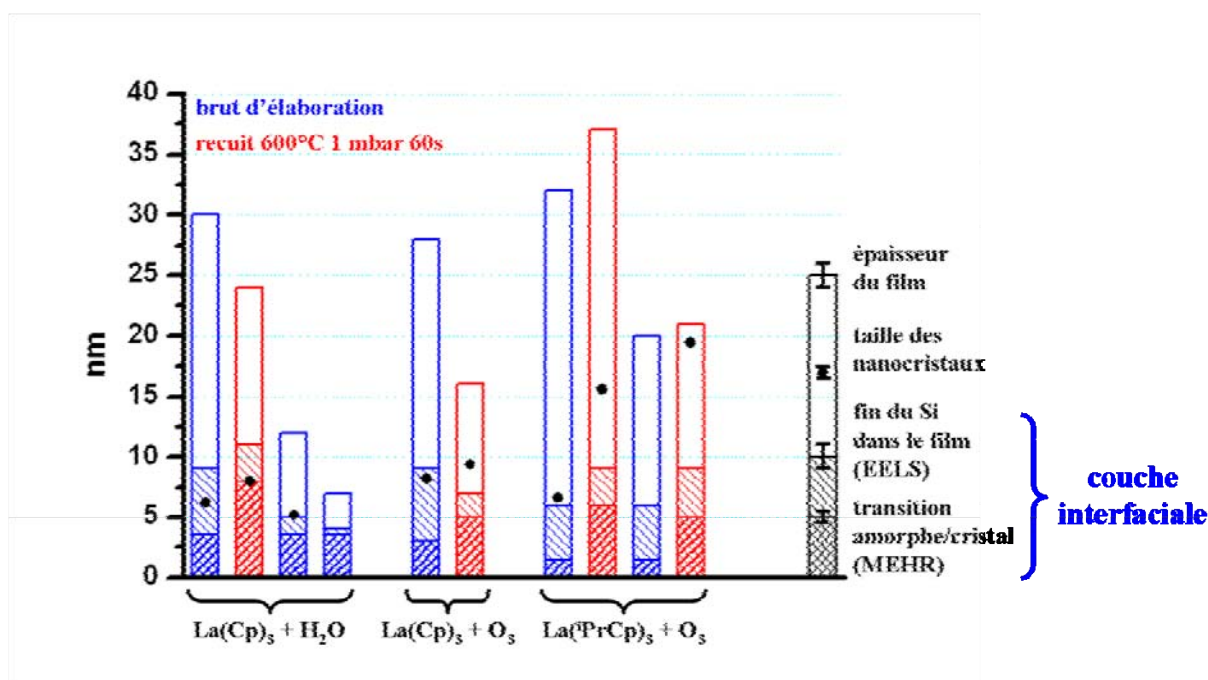 40
35
30
25
20
15
10
5
0
nm
brut d'élaboration
recuit 600°C 1 mbar 60s
épaisseur
du film
taille des
nanocristaux
fin du Si
dans le film
(EELS)
transition
amorphe/cristal
(MEHR)
couche
interfaciale
La(Cp)₃ + H₂O
La(Cp)₃ + O₃
La(ⁱPrCp)₃ + O₃